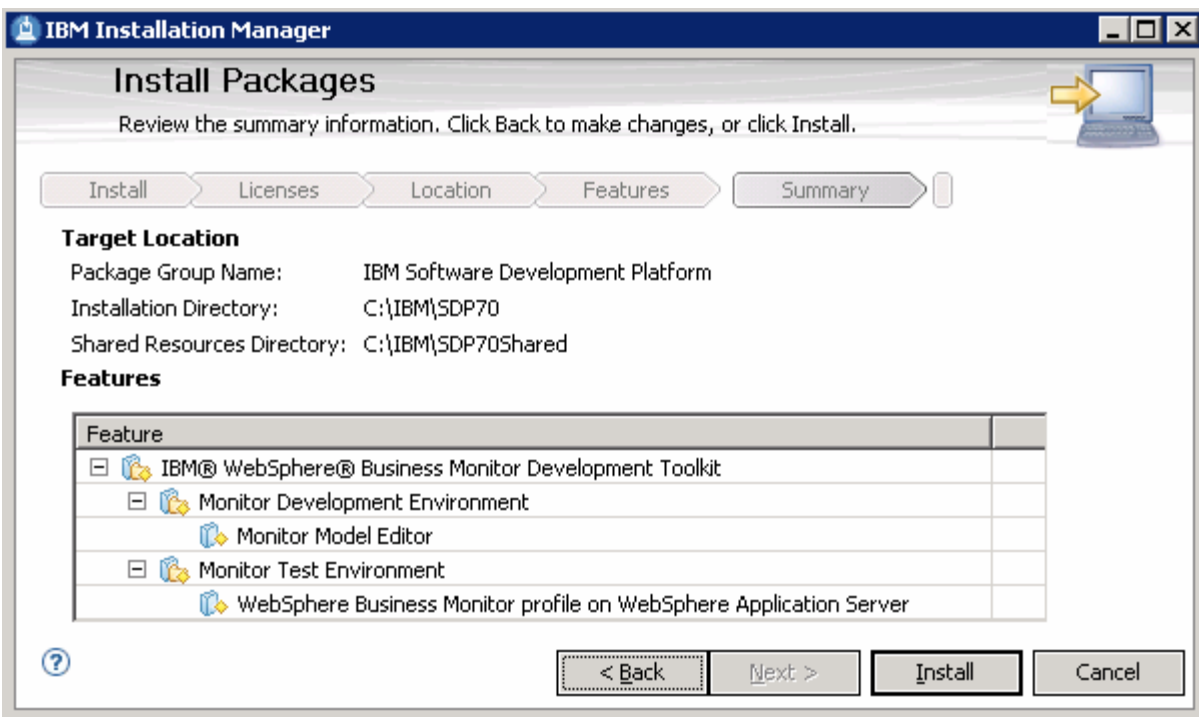 IBM Installation Manager
Install Packages
Review the summary information. Click Back to make changes, or click Install.
Install Licenses Location Features Summary
Target Location
Package Group Name: IBM Software Development Platform
Installation Directory: C:\IBM\SDP70
Shared Resources Directory: C:\IBM\SDP70Shared
Features
Feature
IBM® WebSphere® Business Monitor Development Toolkit
Monitor Development Environment
Monitor Model Editor
Monitor Test Environment
WebSphere Business Monitor profile on WebSphere Application Server
? < Back Next > Install Cancel